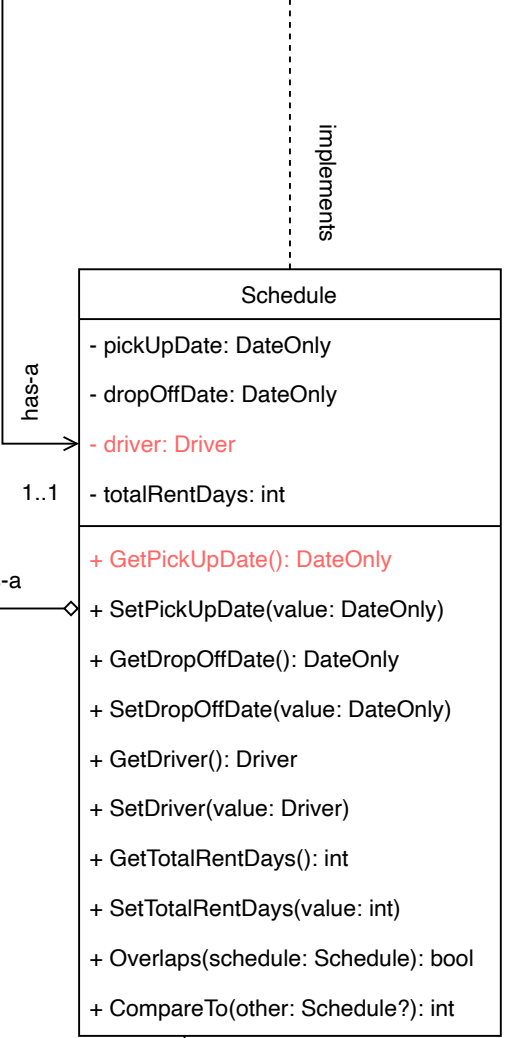 implements
Schedule
- pickUpDate: DateOnly
- dropOffDate: DateOnly
has-a
- driver: Driver
1..1
- totalRentDays: int
+ GetPickUpDate(): DateOnly
-a
+ SetPickUpDate(value: DateOnly)
+ GetDropOffDate(): DateOnly
+ SetDropOffDate(value: DateOnly)
+ GetDriver(): Driver
+ SetDriver(value: Driver)
+ GetTotalRentDays(): int
+ SetTotalRentDays(value: int)
+ Overlaps(schedule: Schedule): bool
+ CompareTo(other: Schedule?): int